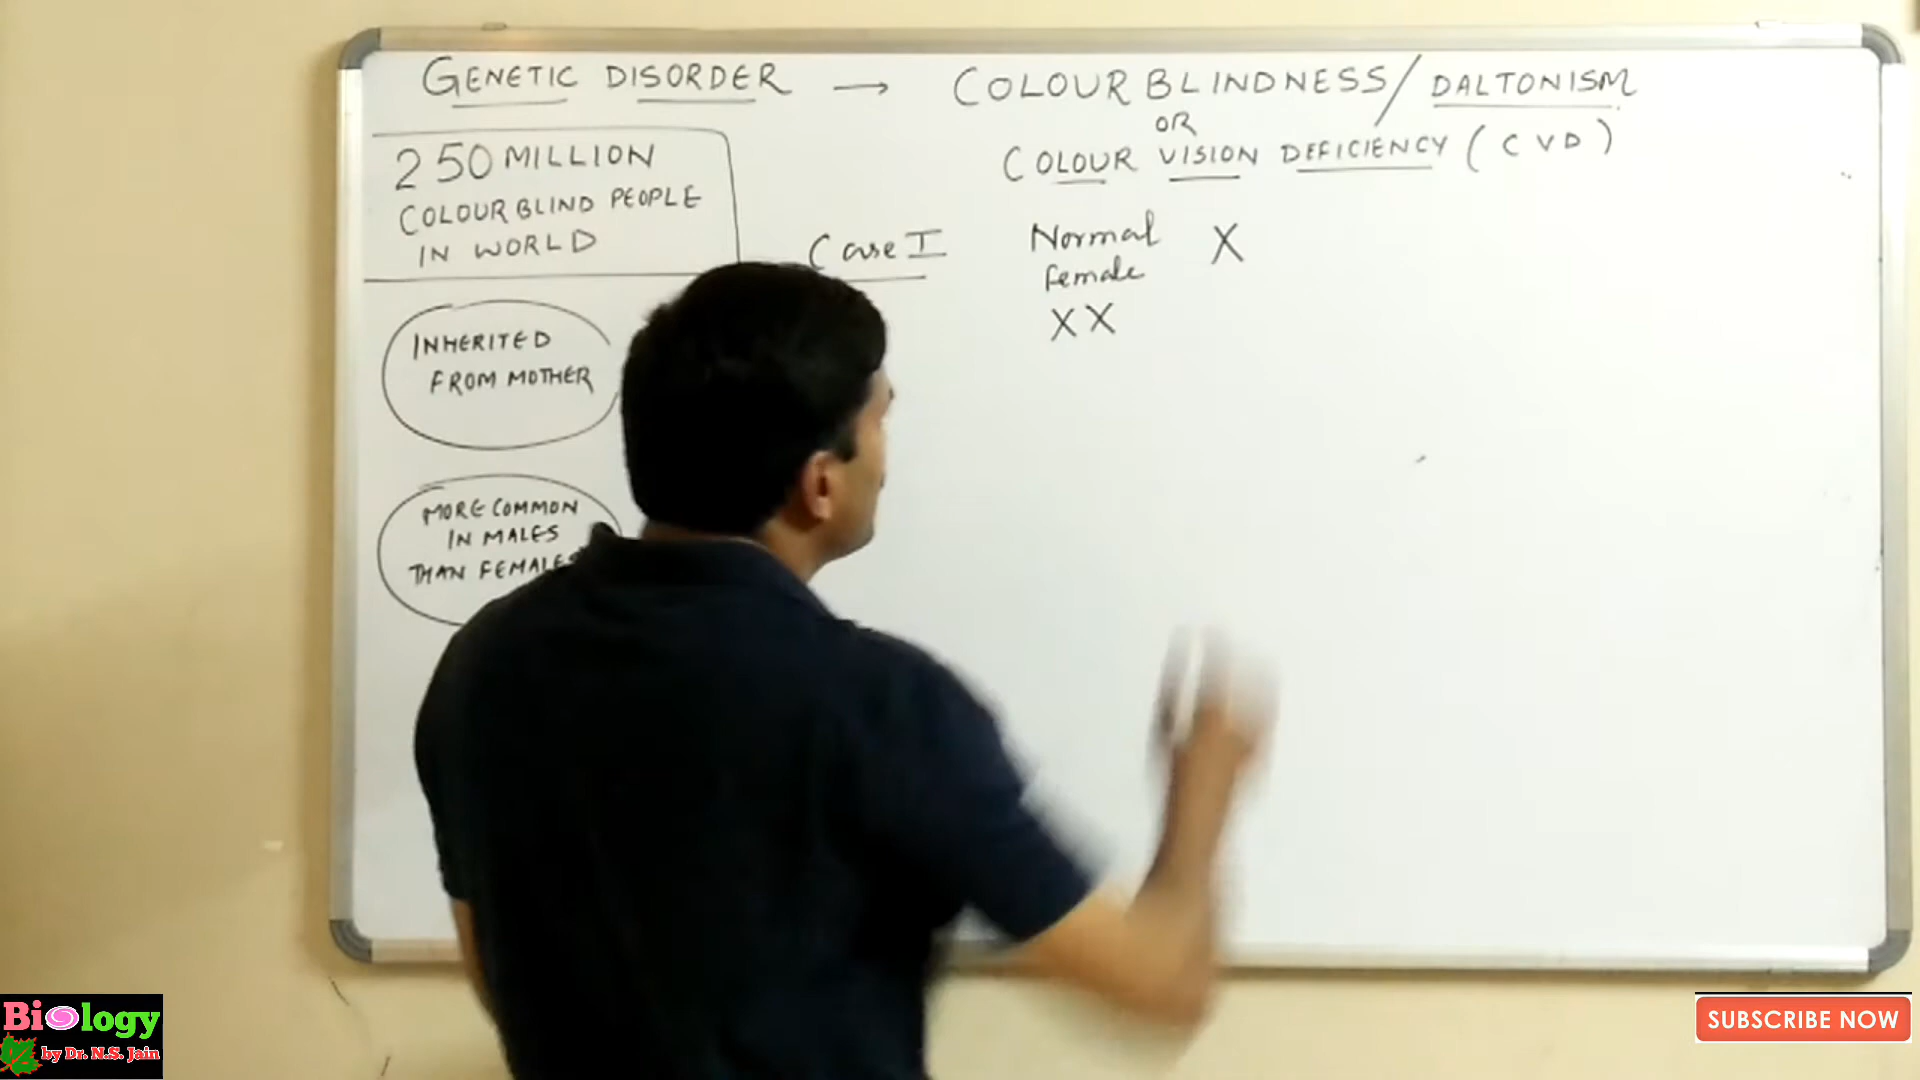 GENETIC DISORDER → COLOUR BLINDNESS / DALTONISM
OR
COLOUR VISION DEFICIENCY (CVD)
250 MILLION
COLOUR BLIND PEOPLE
IN WORLD
Case I
Normal X
female
XX
INHERITED
FROM MOTHER
MORE COMMON
IN MALES
THAN FEMALES
Biology
by Dr. N.S. Jain
SUBSCRIBE NOW